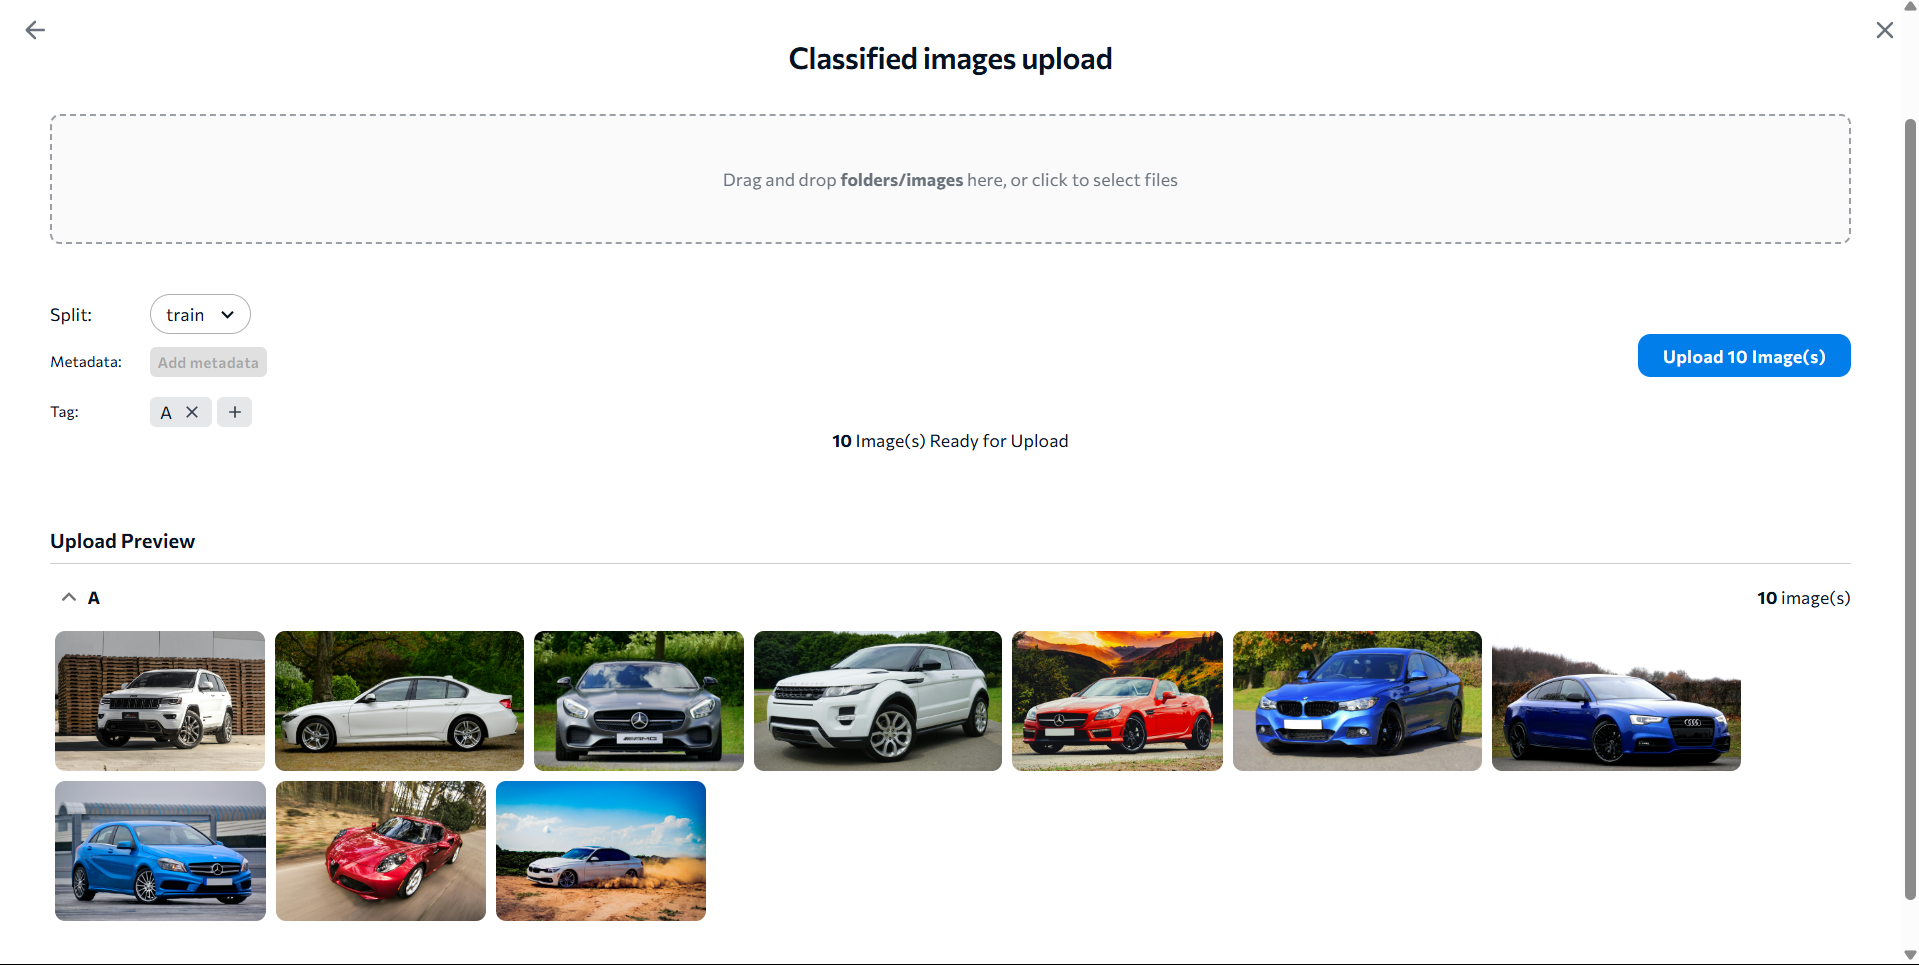 Classified images upload
Drag and drop folders/images here, or click to select files
Split: train
Metadata: Add metadata
Upload 10 Image(s)
Tag: A
10 Image(s) Ready for Upload
Upload Preview
A 10 image(s)
AMG